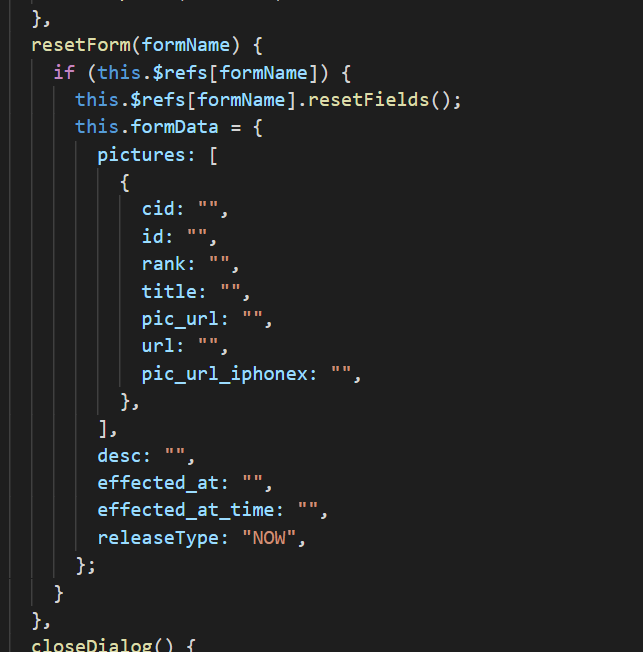 },
resetForm(formName) {
if (this.$refs[formName]) {
this.$refs[formName].resetFields();
this.formData = {
pictures: [
{
cid: "",
id: "",
rank: "",
title: "",
pic_url: "",
url: "",
pic_url_iphonex: "",
},
],
desc: "",
effected_at: "",
effected_at_time: "",
releaseType: "NOW",
};
}
},
closeDialog() {